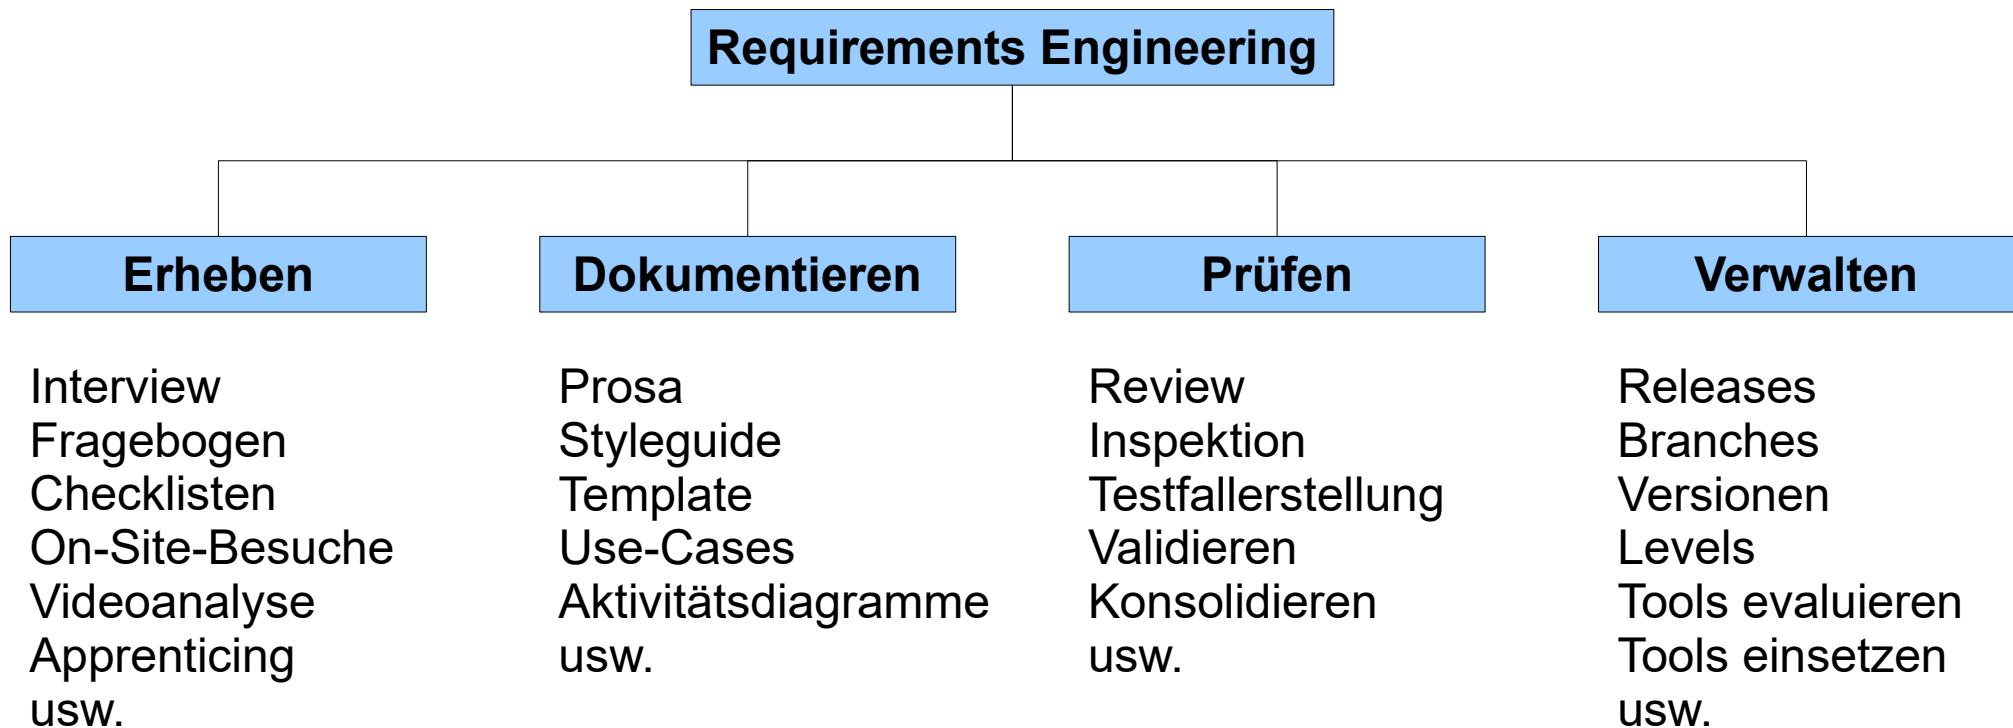 Requirements Engineering
Erheben
Dokumentieren
Prüfen
Verwalten
Interview
Fragebogen
Checklisten
On-Site-Besuche
Videoanalyse
Apprenticing
usw.
Prosa
Styleguide
Template
Use-Cases
Aktivitätsdiagramme
usw.
Review
Inspektion
Testfallerstellung
Validieren
Konsolidieren
usw.
Releases
Branches
Versionen
Levels
Tools evaluieren
Tools einsetzen
usw.